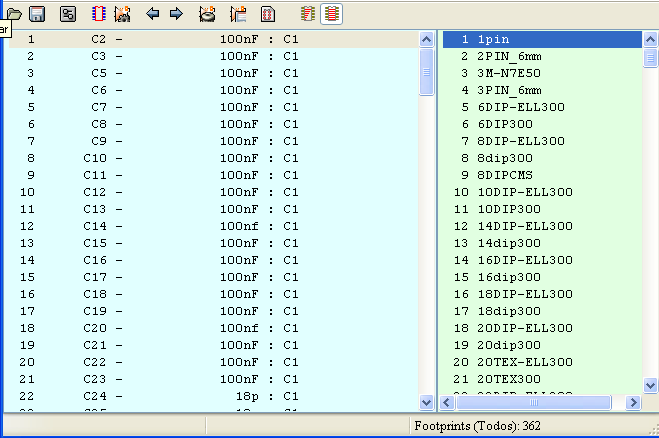 ar
1 C2 - 100nF : C1
2 C3 - 100nF : C1
3 C5 - 100nF : C1
4 C6 - 100nF : C1
5 C7 - 100nF : C1
6 C8 - 100nF : C1
7 C9 - 100nF : C1
8 C10 - 100nF : C1
9 C11 - 100nF : C1
10 C12 - 100nF : C1
11 C13 - 100nF : C1
12 C14 - 100nf : C1
13 C15 - 100nF : C1
14 C16 - 100nF : C1
15 C17 - 100nF : C1
16 C18 - 100nF : C1
17 C19 - 100nF : C1
18 C20 - 100nf : C1
19 C21 - 100nF : C1
20 C22 - 100nF : C1
21 C23 - 100nF : C1
22 C24 - 18p : C1
1 1pin
2 2PIN_6mm
3 3M-N7E50
4 3PIN_6mm
5 6DIP-ELL300
6 6DIP300
7 8DIP-ELL300
8 8dip300
9 8DIPCMS
10 10DIP-ELL300
11 10DIP300
12 14DIP-ELL300
13 14dip300
14 16DIP-ELL300
15 16dip300
16 18DIP-ELL300
17 18dip300
18 20DIP-ELL300
19 20dip300
20 20TEX-ELL300
21 20TEX300
Footprints (Todos): 362